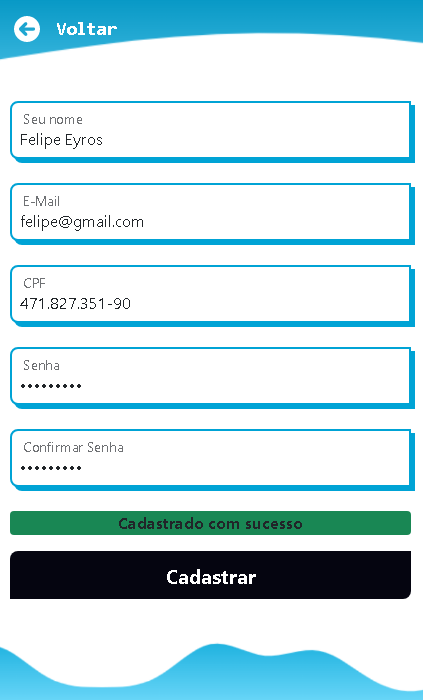 Voltar
Seu nome
Felipe Eyros
E-Mail
felipe@gmail.com
CPF
471.827.351-90
Senha
•••••••••
Confirmar Senha
•••••••••
Cadastrado com sucesso
Cadastrar